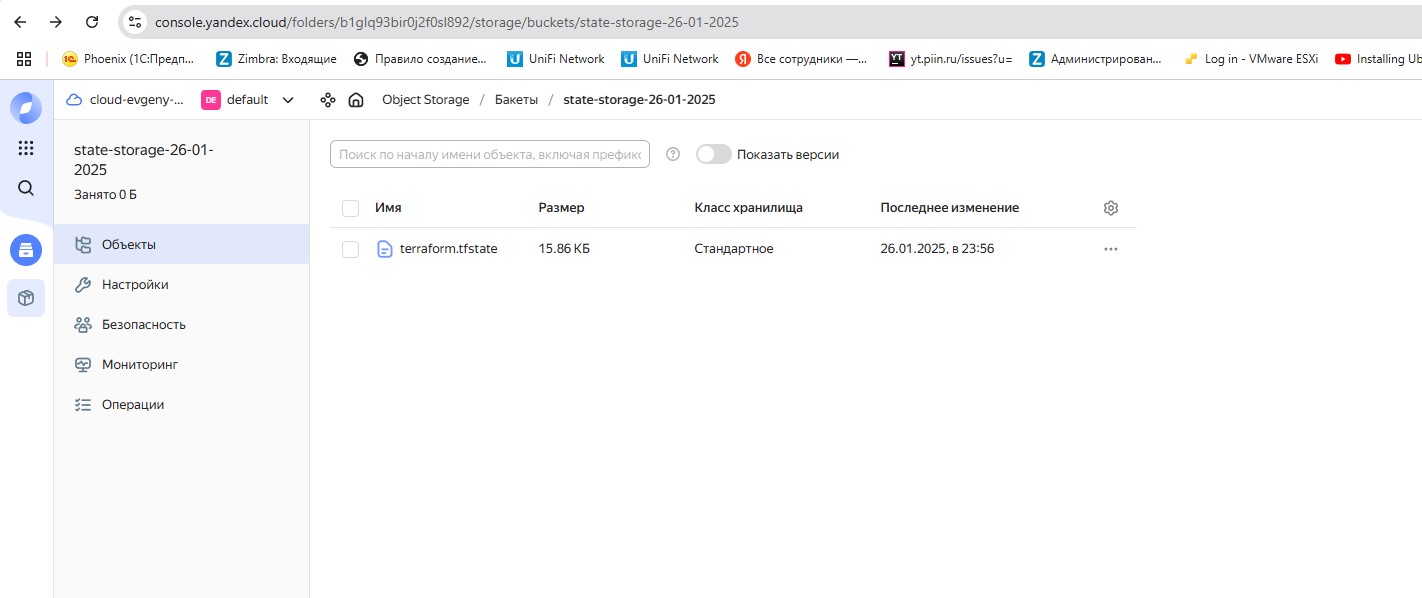 console.yandex.cloud/folders/b1glq93bir0j2f0sl892/storage/buckets/state-storage-26-01-2025
1C Phoenix (1С:Предп... Z Zimbra: Входящие Правило создание... U UniFi Network U UniFi Network Я Все сотрудники —... YT yt.piin.ru/issues?u= Z Администрирован... Log in - VMware ESXi Installing Ub
cloud-evgeny-... DE default Object Storage / Бакеты / state-storage-26-01-2025
state-storage-26-01-
2025
Занято 0 Б
Объекты
Настройки
Безопасность
Мониторинг
Операции
Поиск по началу имени объекта, включая префикс ? Показать версии
Имя Размер Класс хранилища Последнее изменение
terraform.tfstate 15.86 КБ Стандартное 26.01.2025, в 23:56